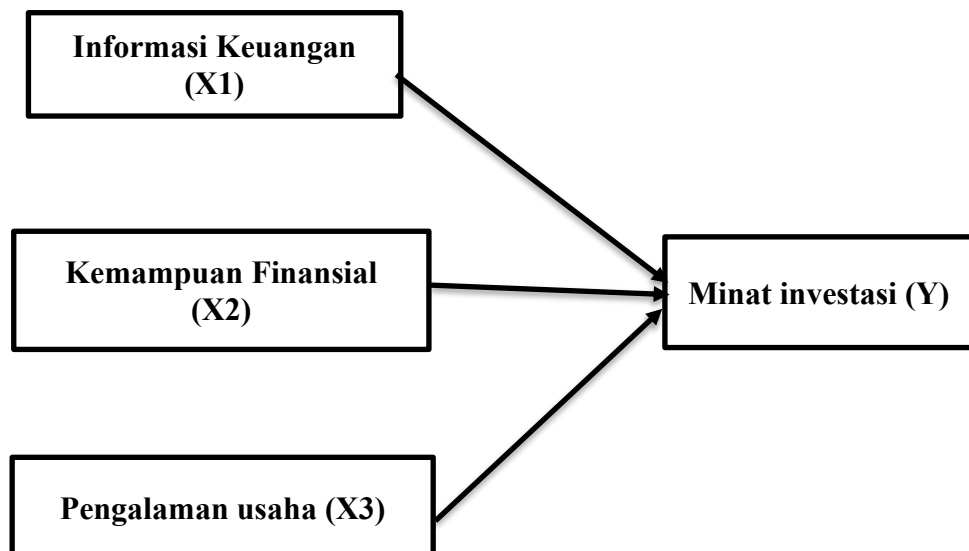 Informasi Keuangan
(X1)
Kemampuan Finansial
(X2)
Minat investasi (Y)
Pengalaman usaha (X3)